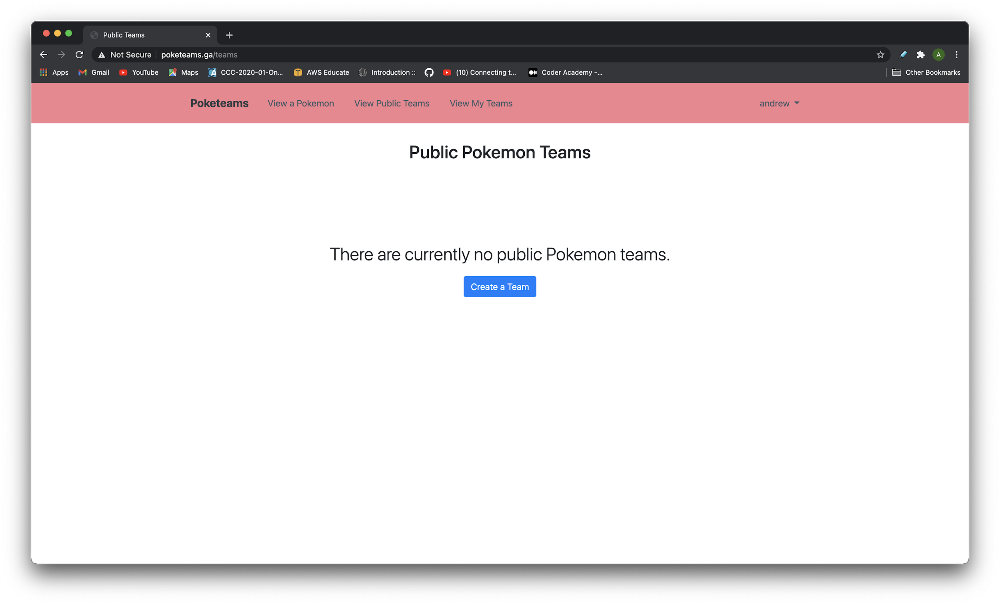 Public Teams
Not Secure poketeams.ga/teams A
Apps Gmail YouTube Maps CCC-2020-01-On... AWS Educate Introduction :: (10) Connecting t... Coder Academy -... Other Bookmarks
Poketeams View a Pokemon View Public Teams View My Teams andrew
Public Pokemon Teams
There are currently no public Pokemon teams.
Create a Team